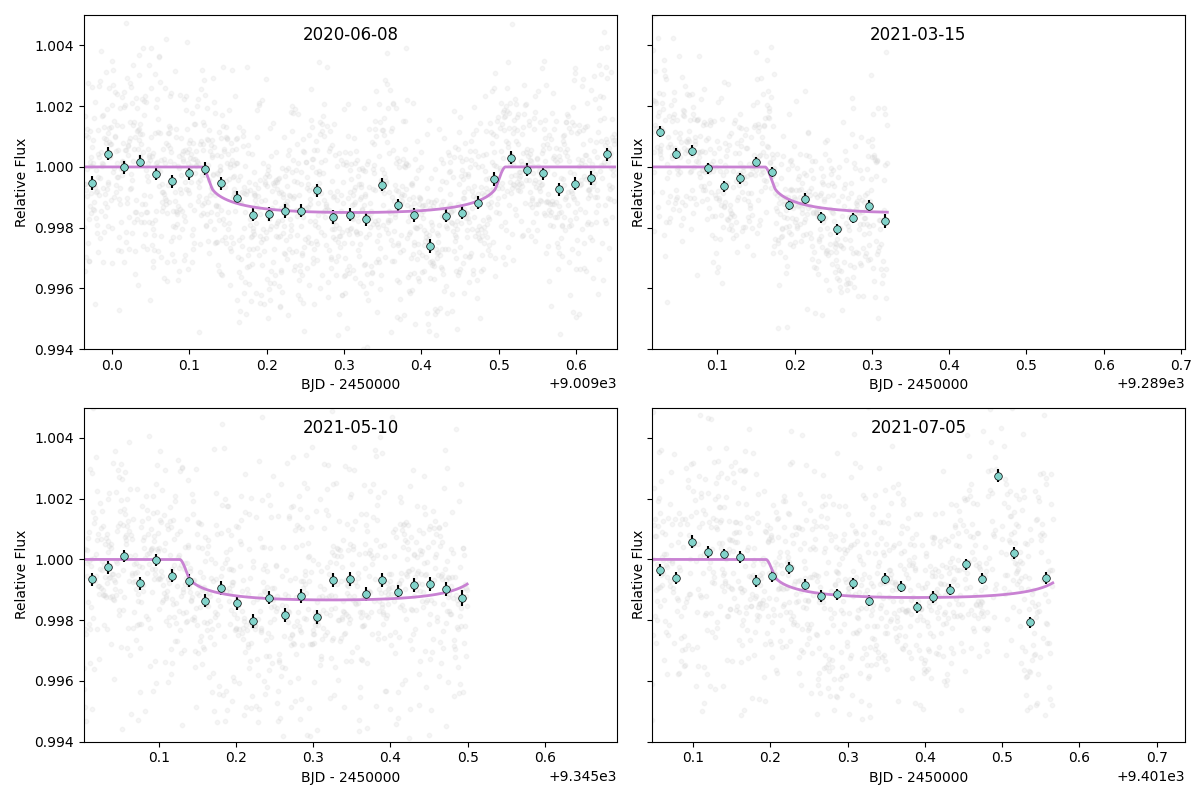 2020-06-08
2021-03-15
1.004
1.002
1.000
0.998
0.996
0.994
Relative Flux
Relative Flux
0.0 0.1 0.2 0.3 0.4 0.5 0.6
0.1 0.2 0.3 0.4 0.5 0.6 0.7
BJD - 2450000
+9.009e3
BJD - 2450000
+9.289e3
2021-05-10
2021-07-05
1.004
1.002
1.000
0.998
0.996
0.994
Relative Flux
Relative Flux
0.1 0.2 0.3 0.4 0.5 0.6
0.1 0.2 0.3 0.4 0.5 0.6 0.7
BJD - 2450000
+9.345e3
BJD - 2450000
+9.401e3